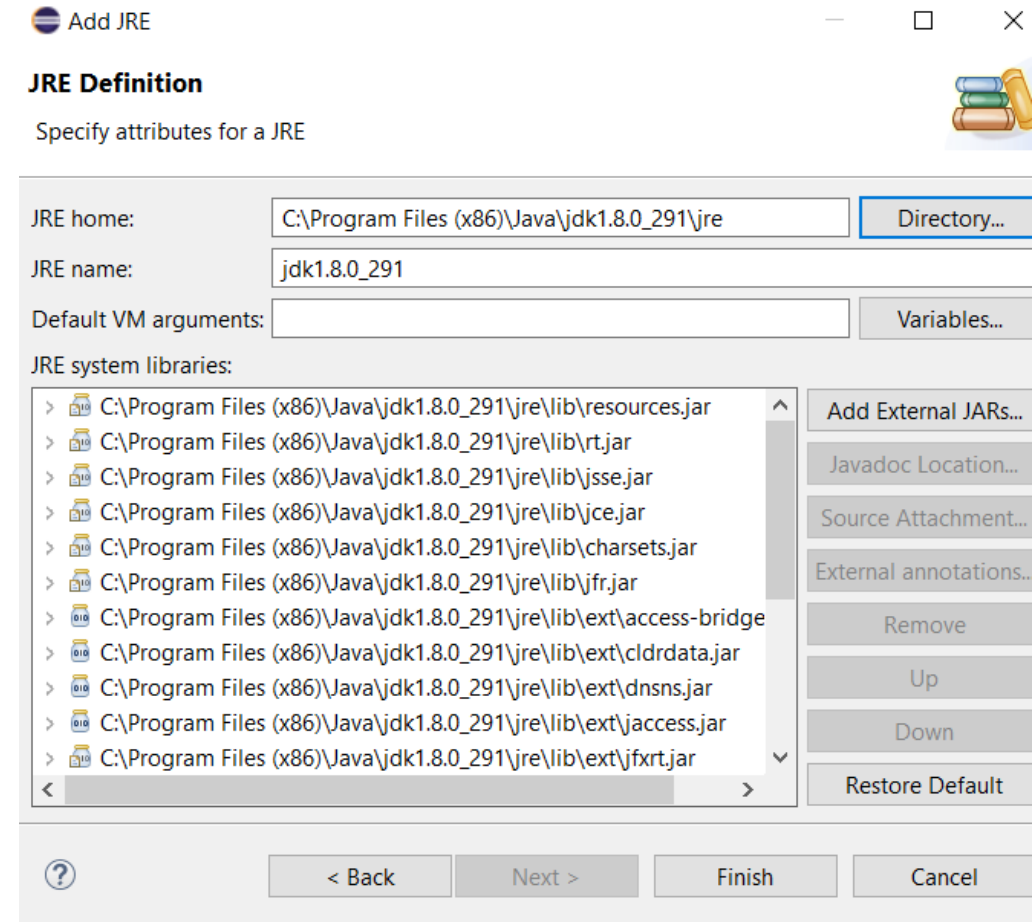 Add JRE
JRE Definition
Specify attributes for a JRE
JRE home: C:\Program Files (x86)\Java\jdk1.8.0_291\jre Directory...
JRE name: jdk1.8.0_291
Default VM arguments: Variables...
JRE system libraries:
C:\Program Files (x86)\Java\jdk1.8.0_291\jre\lib\resources.jar
C:\Program Files (x86)\Java\jdk1.8.0_291\jre\lib\rt.jar
C:\Program Files (x86)\Java\jdk1.8.0_291\jre\lib\jsse.jar
C:\Program Files (x86)\Java\jdk1.8.0_291\jre\lib\jce.jar
C:\Program Files (x86)\Java\jdk1.8.0_291\jre\lib\charsets.jar
C:\Program Files (x86)\Java\jdk1.8.0_291\jre\lib\jfr.jar
C:\Program Files (x86)\Java\jdk1.8.0_291\jre\lib\ext\access-bridge
C:\Program Files (x86)\Java\jdk1.8.0_291\jre\lib\ext\cldrdata.jar
C:\Program Files (x86)\Java\jdk1.8.0_291\jre\lib\ext\dnsns.jar
C:\Program Files (x86)\Java\jdk1.8.0_291\jre\lib\ext\jaccess.jar
C:\Program Files (x86)\Java\jdk1.8.0_291\jre\lib\ext\jfxrt.jar
Add External JARs...
Javadoc Location...
Source Attachment...
External annotations...
Remove
Up
Down
Restore Default
? < Back Next > Finish Cancel